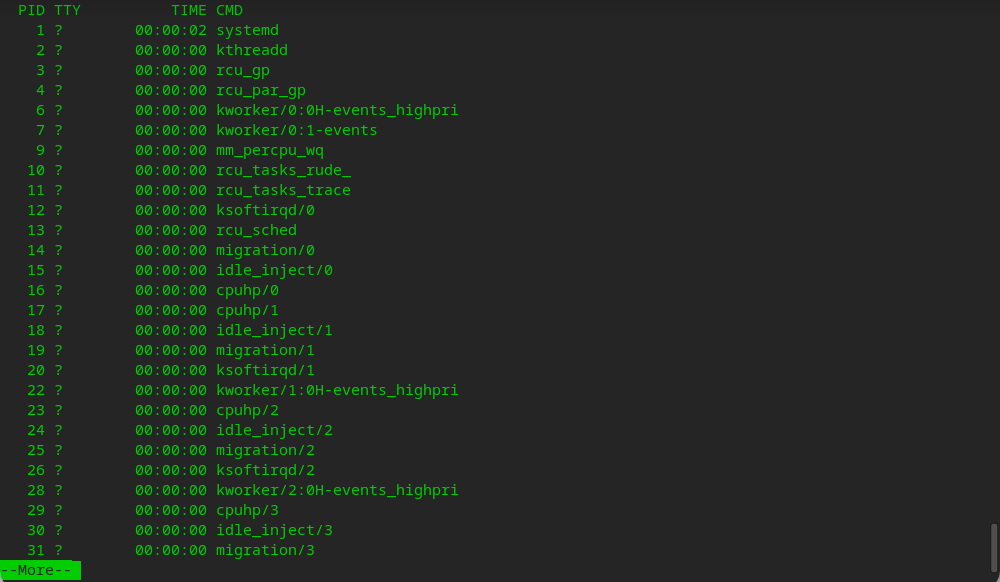 PID TTY TIME CMD
1 ? 00:00:02 systemd
2 ? 00:00:00 kthreadd
3 ? 00:00:00 rcu_gp
4 ? 00:00:00 rcu_par_gp
6 ? 00:00:00 kworker/0:0H-events_highpri
7 ? 00:00:00 kworker/0:1-events
9 ? 00:00:00 mm_percpu_wq
10 ? 00:00:00 rcu_tasks_rude_
11 ? 00:00:00 rcu_tasks_trace
12 ? 00:00:00 ksoftirqd/0
13 ? 00:00:00 rcu_sched
14 ? 00:00:00 migration/0
15 ? 00:00:00 idle_inject/0
16 ? 00:00:00 cpuhp/0
17 ? 00:00:00 cpuhp/1
18 ? 00:00:00 idle_inject/1
19 ? 00:00:00 migration/1
20 ? 00:00:00 ksoftirqd/1
22 ? 00:00:00 kworker/1:0H-events_highpri
23 ? 00:00:00 cpuhp/2
24 ? 00:00:00 idle_inject/2
25 ? 00:00:00 migration/2
26 ? 00:00:00 ksoftirqd/2
28 ? 00:00:00 kworker/2:0H-events_highpri
29 ? 00:00:00 cpuhp/3
30 ? 00:00:00 idle_inject/3
31 ? 00:00:00 migration/3
--More--